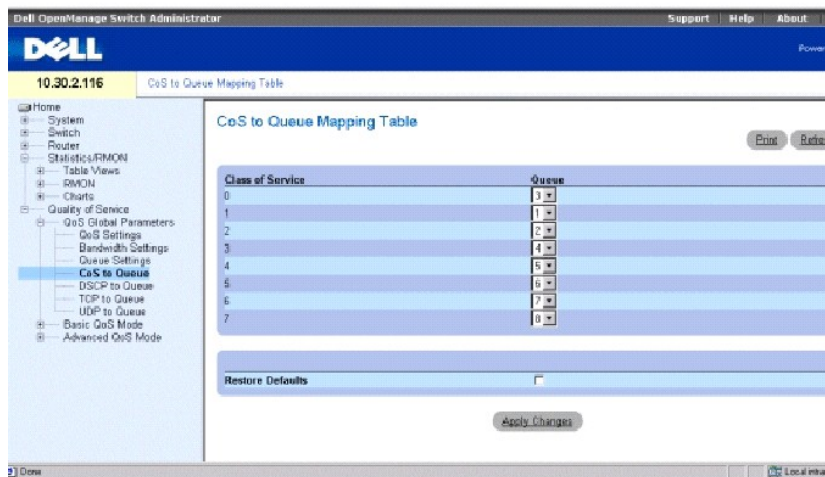 Dell OpenManage Switch Administrator
Support Help About
DELL
10.30.2.116
CoS to Queue Mapping Table
Home
System
Switch
Router
Statistics/RMON
Table Views
RMON
Charts
Quality of Service
QoS Global Parameters
QoS Settings
Bandwidth Settings
Queue Settings
CoS to Queue
DSCP to Queue
TCP to Queue
UDP to Queue
Basic QoS Mode
Advanced QoS Mode
CoS to Queue Mapping Table
Print Refre
Class of Service Queue
0 3
1 1
2 2
3 4
4 5
5 6
6 7
7 8
Restore Defaults
Apply Changes
Done
Local intra